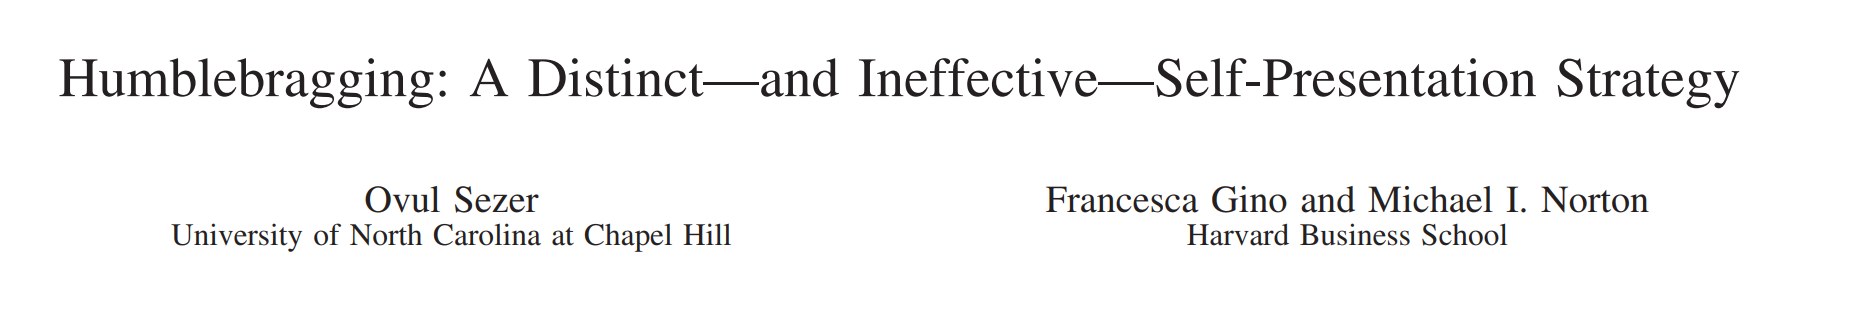 Humblebragging: A Distinct—and Ineffective—Self-Presentation Strategy
Ovul Sezer
University of North Carolina at Chapel Hill
Francesca Gino and Michael I. Norton
Harvard Business School